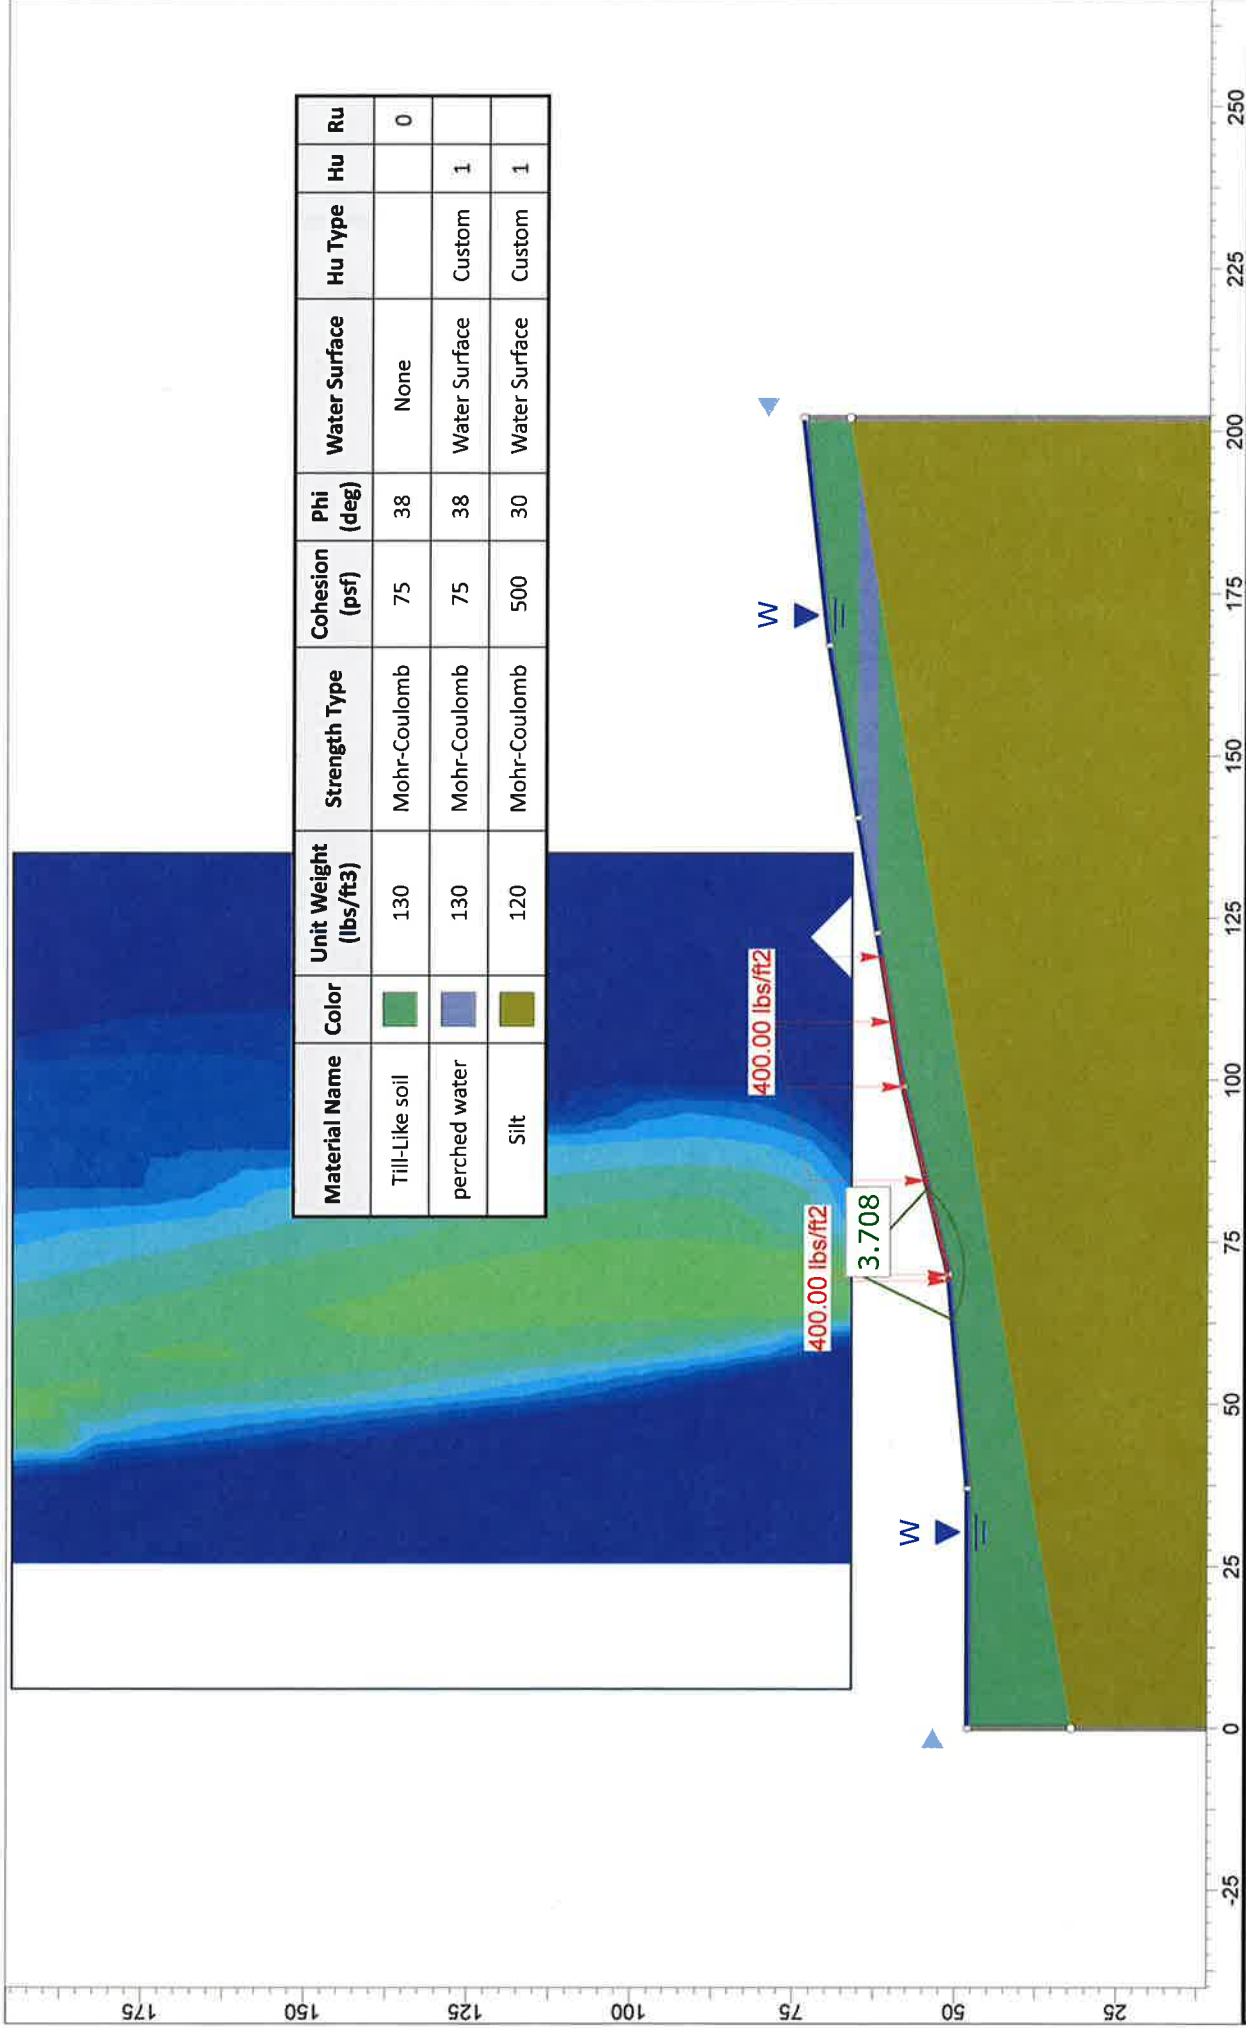 Material Name Color Unit Weight (lbs/ft3) Strength Type Cohesion (psf) Phi (deg) Water Surface Hu Type Hu Ru
Till-Like soil 130 Mohr-Coulomb 75 38 None 0
perched water 130 Mohr-Coulomb 75 38 Water Surface Custom 1
Silt 120 Mohr-Coulomb 500 30 Water Surface Custom 1
400.00 lbs/ft2
400.00 lbs/ft2
3.708
W
W
175
150
125
100
75
50
25
-25 0 25 50 75 100 125 150 175 200 225 250